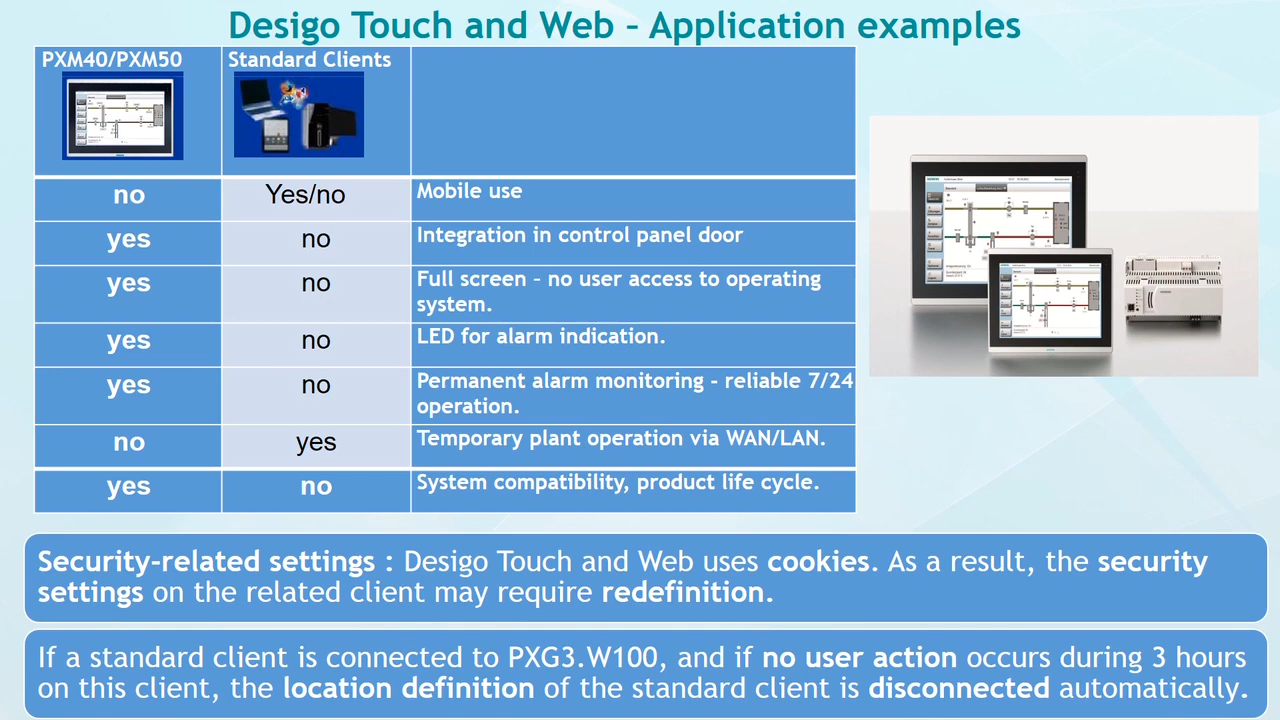 Desigo Touch and Web – Application examples
PXM40/PXM50
Standard Clients
no
Yes/no
Mobile use
yes
no
Integration in control panel door
yes
no
Full screen – no user access to operating
system.
yes
no
LED for alarm indication.
yes
no
Permanent alarm monitoring - reliable 7/24
operation.
no
yes
Temporary plant operation via WAN/LAN.
yes
no
System compatibility, product life cycle.
Security-related settings : Desigo Touch and Web uses cookies. As a result, the security
settings on the related client may require redefinition.
If a standard client is connected to PXG3.W100, and if no user action occurs during 3 hours
on this client, the location definition of the standard client is disconnected automatically.